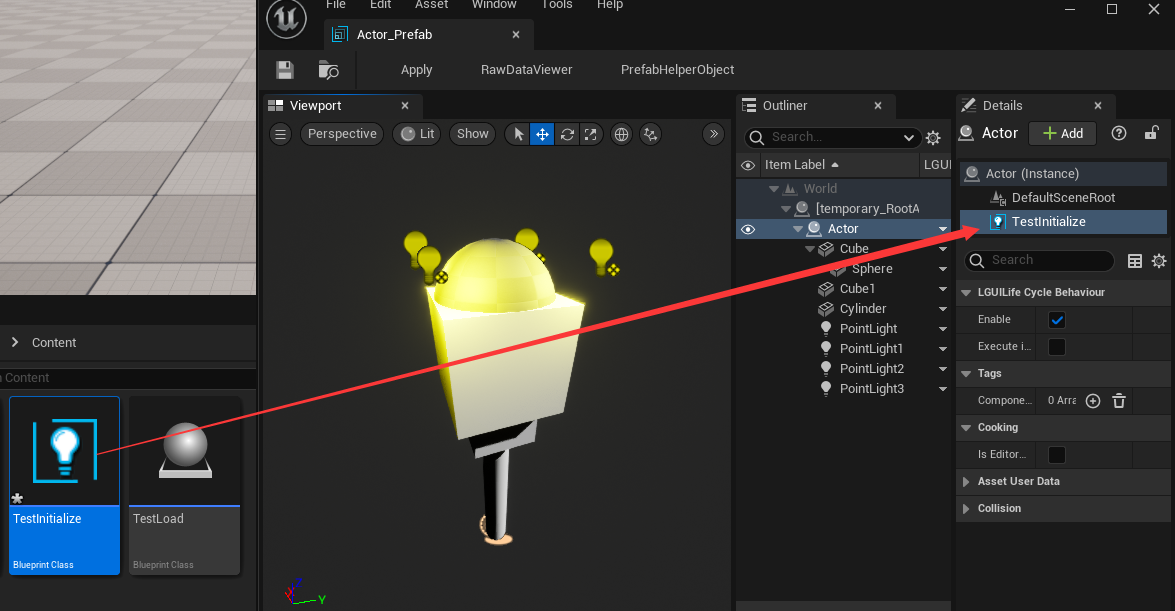 File Edit Asset Window Tools Help
Actor_Prefab
Apply RawDataViewer PrefabHelperObject
Viewport
Perspective Lit Show
Z
X
Y
Content
Content
TestInitialize
Blueprint Class
TestLoad
Blueprint Class
Outliner
Search...
Item Label LGUI
World
[temporary_RootA
Actor
Cube
Sphere
Cube1
Cylinder
PointLight
PointLight1
PointLight2
PointLight3
Details
Actor Add
Actor (Instance)
DefaultSceneRoot
TestInitialize
Search
LGUILife Cycle Behaviour
Enable
Execute i...
Tags
Compone... 0 Arra
Cooking
Is Editor...
Asset User Data
Collision